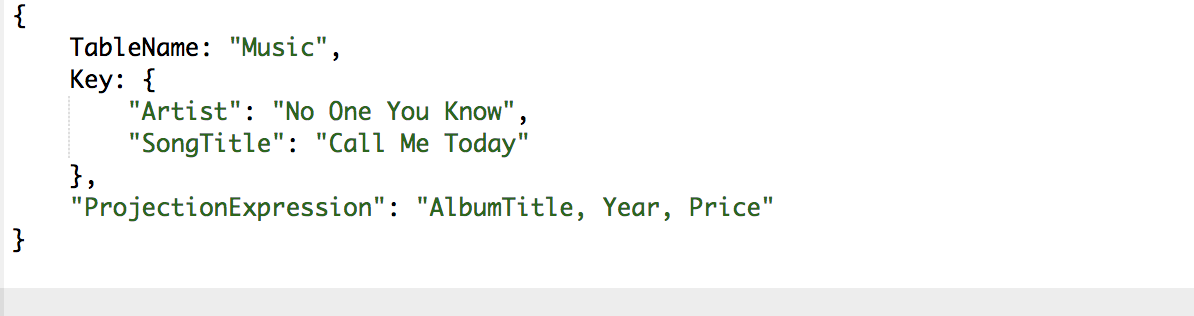 {
    TableName: "Music",
    Key: {
        "Artist": "No One You Know",
        "SongTitle": "Call Me Today"
    },
    "ProjectionExpression": "AlbumTitle, Year, Price"
}